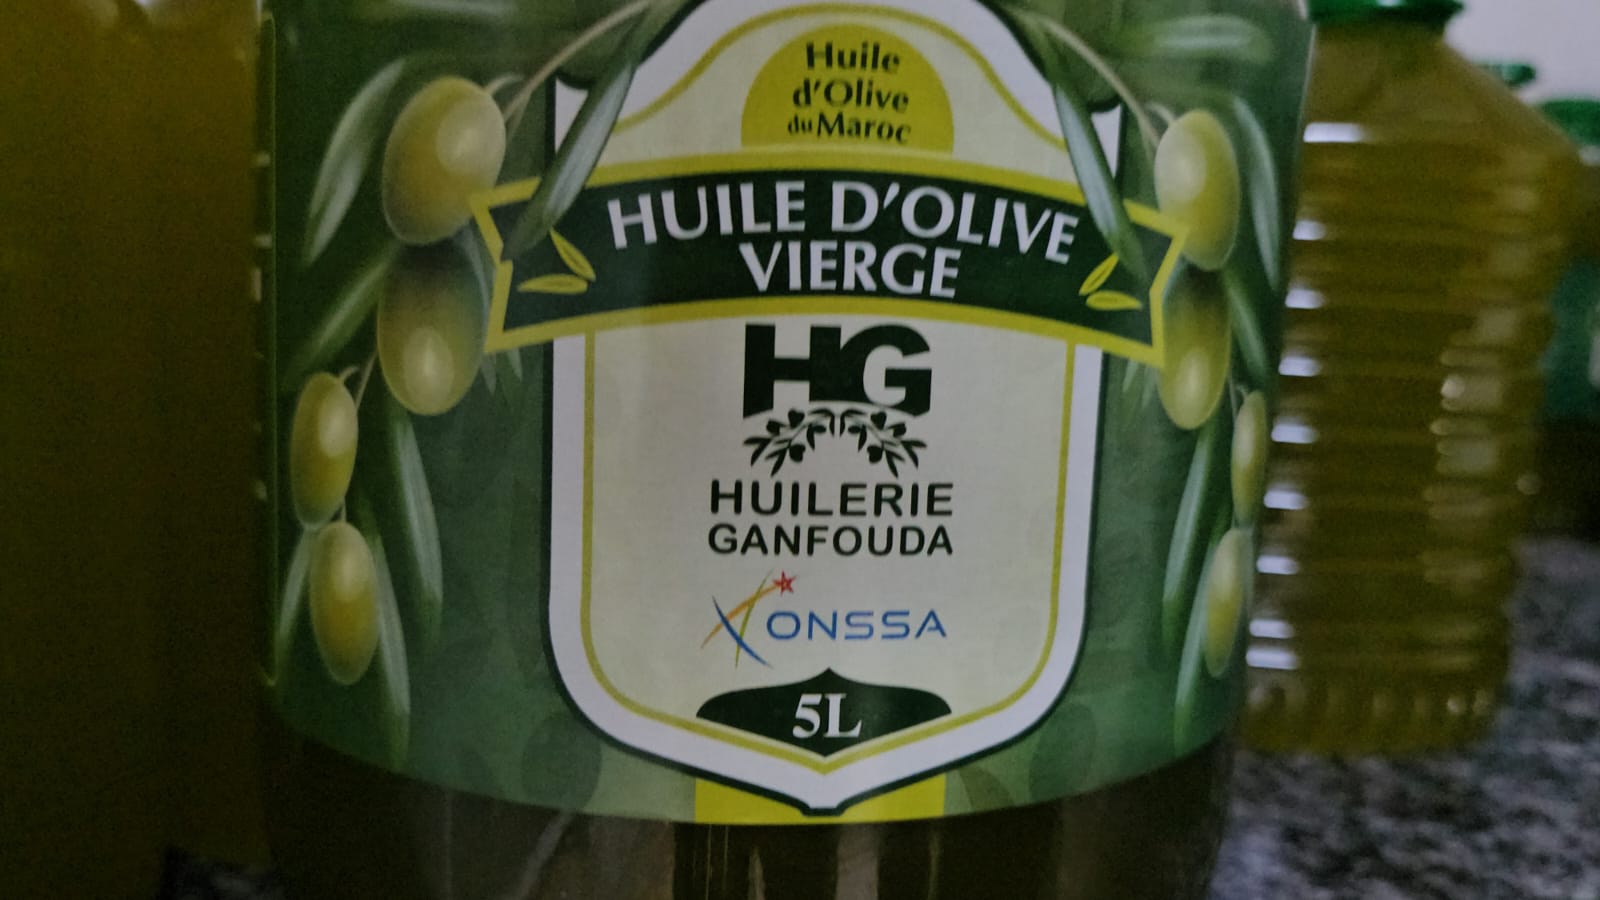 Huile
d'Olive
du Maroc
HUILE D'OLIVE
VIERGE
HG
HUILERIE
GANFOUDA
ONSSA
5L